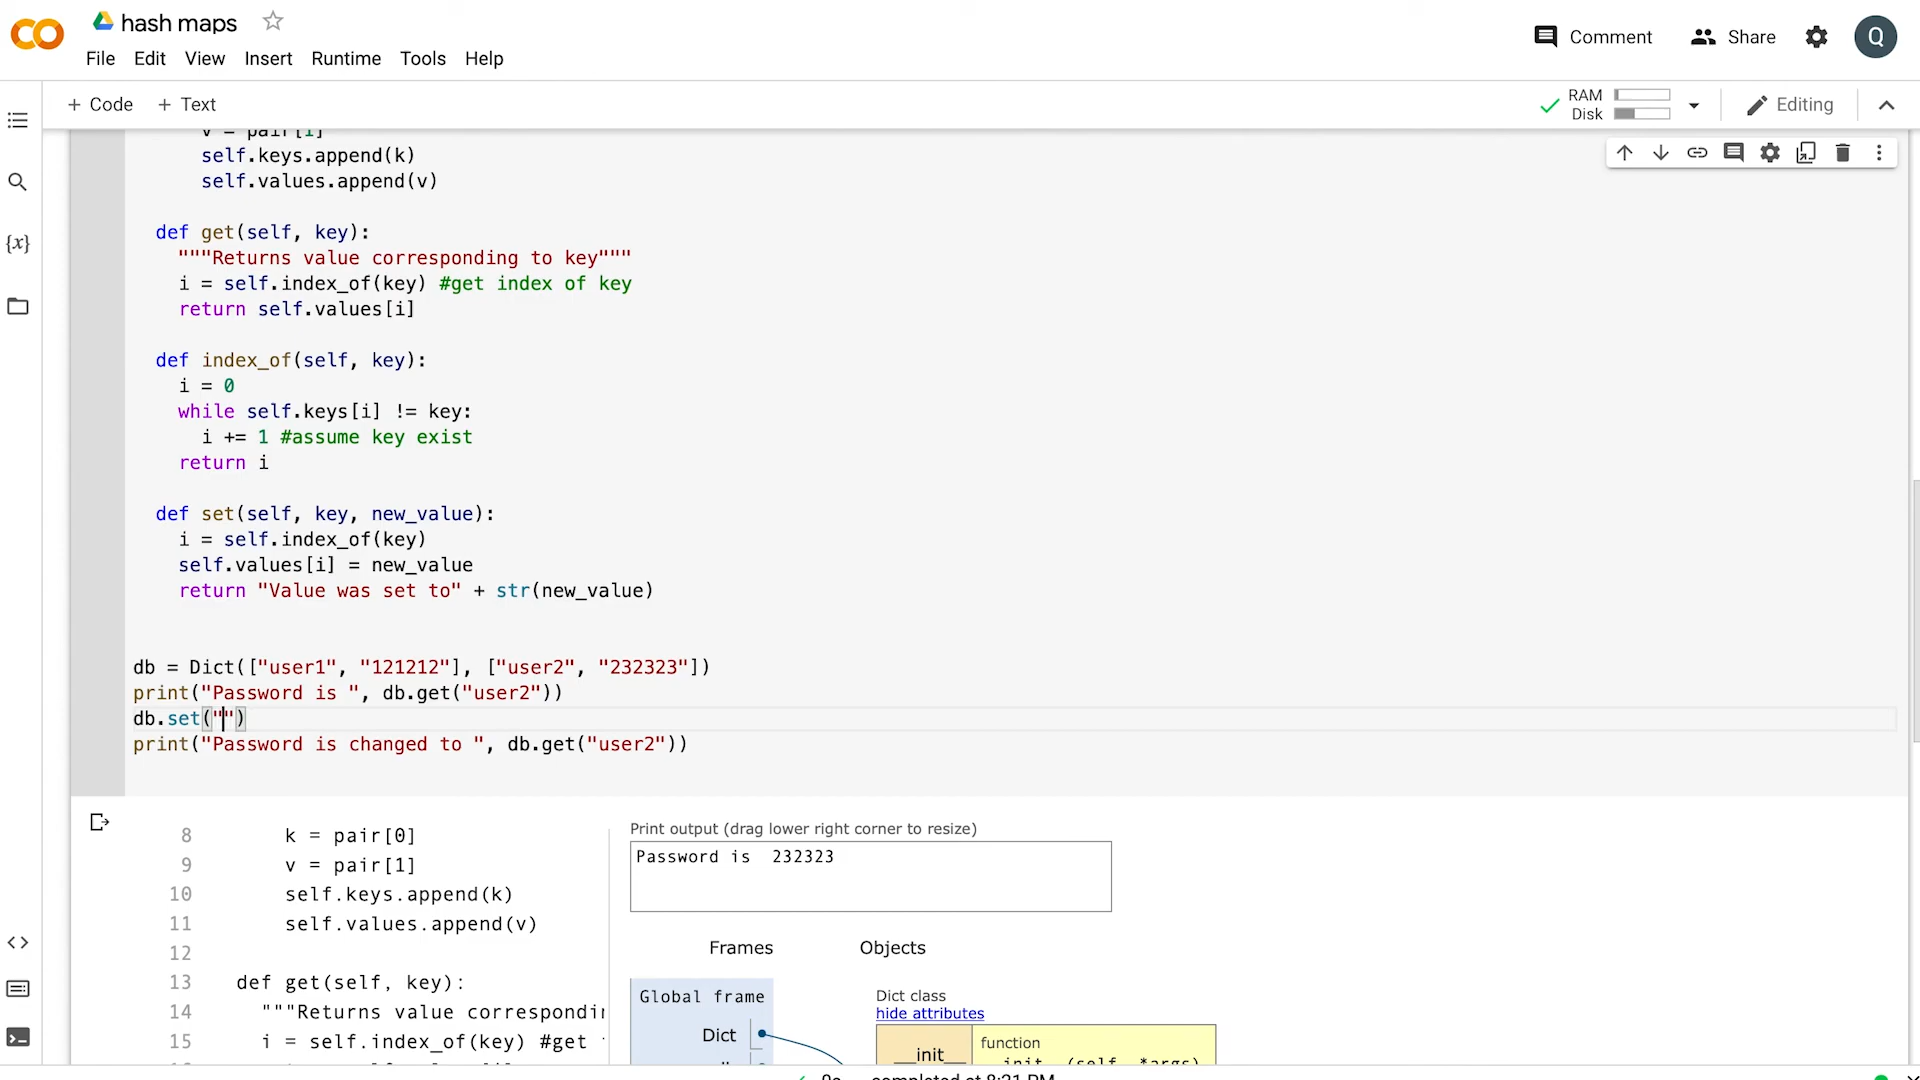 hash maps
File Edit View Insert Runtime Tools Help
Comment
Share
Q
+ Code + Text
RAM
Disk
Editing
v = pair[1]
self.keys.append(k)
self.values.append(v)
def get(self, key):
"""Returns value corresponding to key"""
i = self.index_of(key) #get index of key
return self.values[i]
def index_of(self, key):
i = 0
while self.keys[i] != key:
i += 1 #assume key exist
return i
def set(self, key, new_value):
i = self.index_of(key)
self.values[i] = new_value
return "Value was set to" + str(new_value)
db = Dict(["user1", "121212"], ["user2", "232323"])
print("Password is ", db.get("user2"))
db.set("")
print("Password is changed to ", db.get("user2"))
8 k = pair[0]
9 v = pair[1]
10 self.keys.append(k)
11 self.values.append(v)
12
13 def get(self, key):
14 """Returns value correspondin
15 i = self.index_of(key) #get
Print output (drag lower right corner to resize)
Password is 232323
Frames Objects
Global frame
Dict
Dict class
hide attributes
__init__
function
__init__(self, *args)
0s completed at 8:21 PM